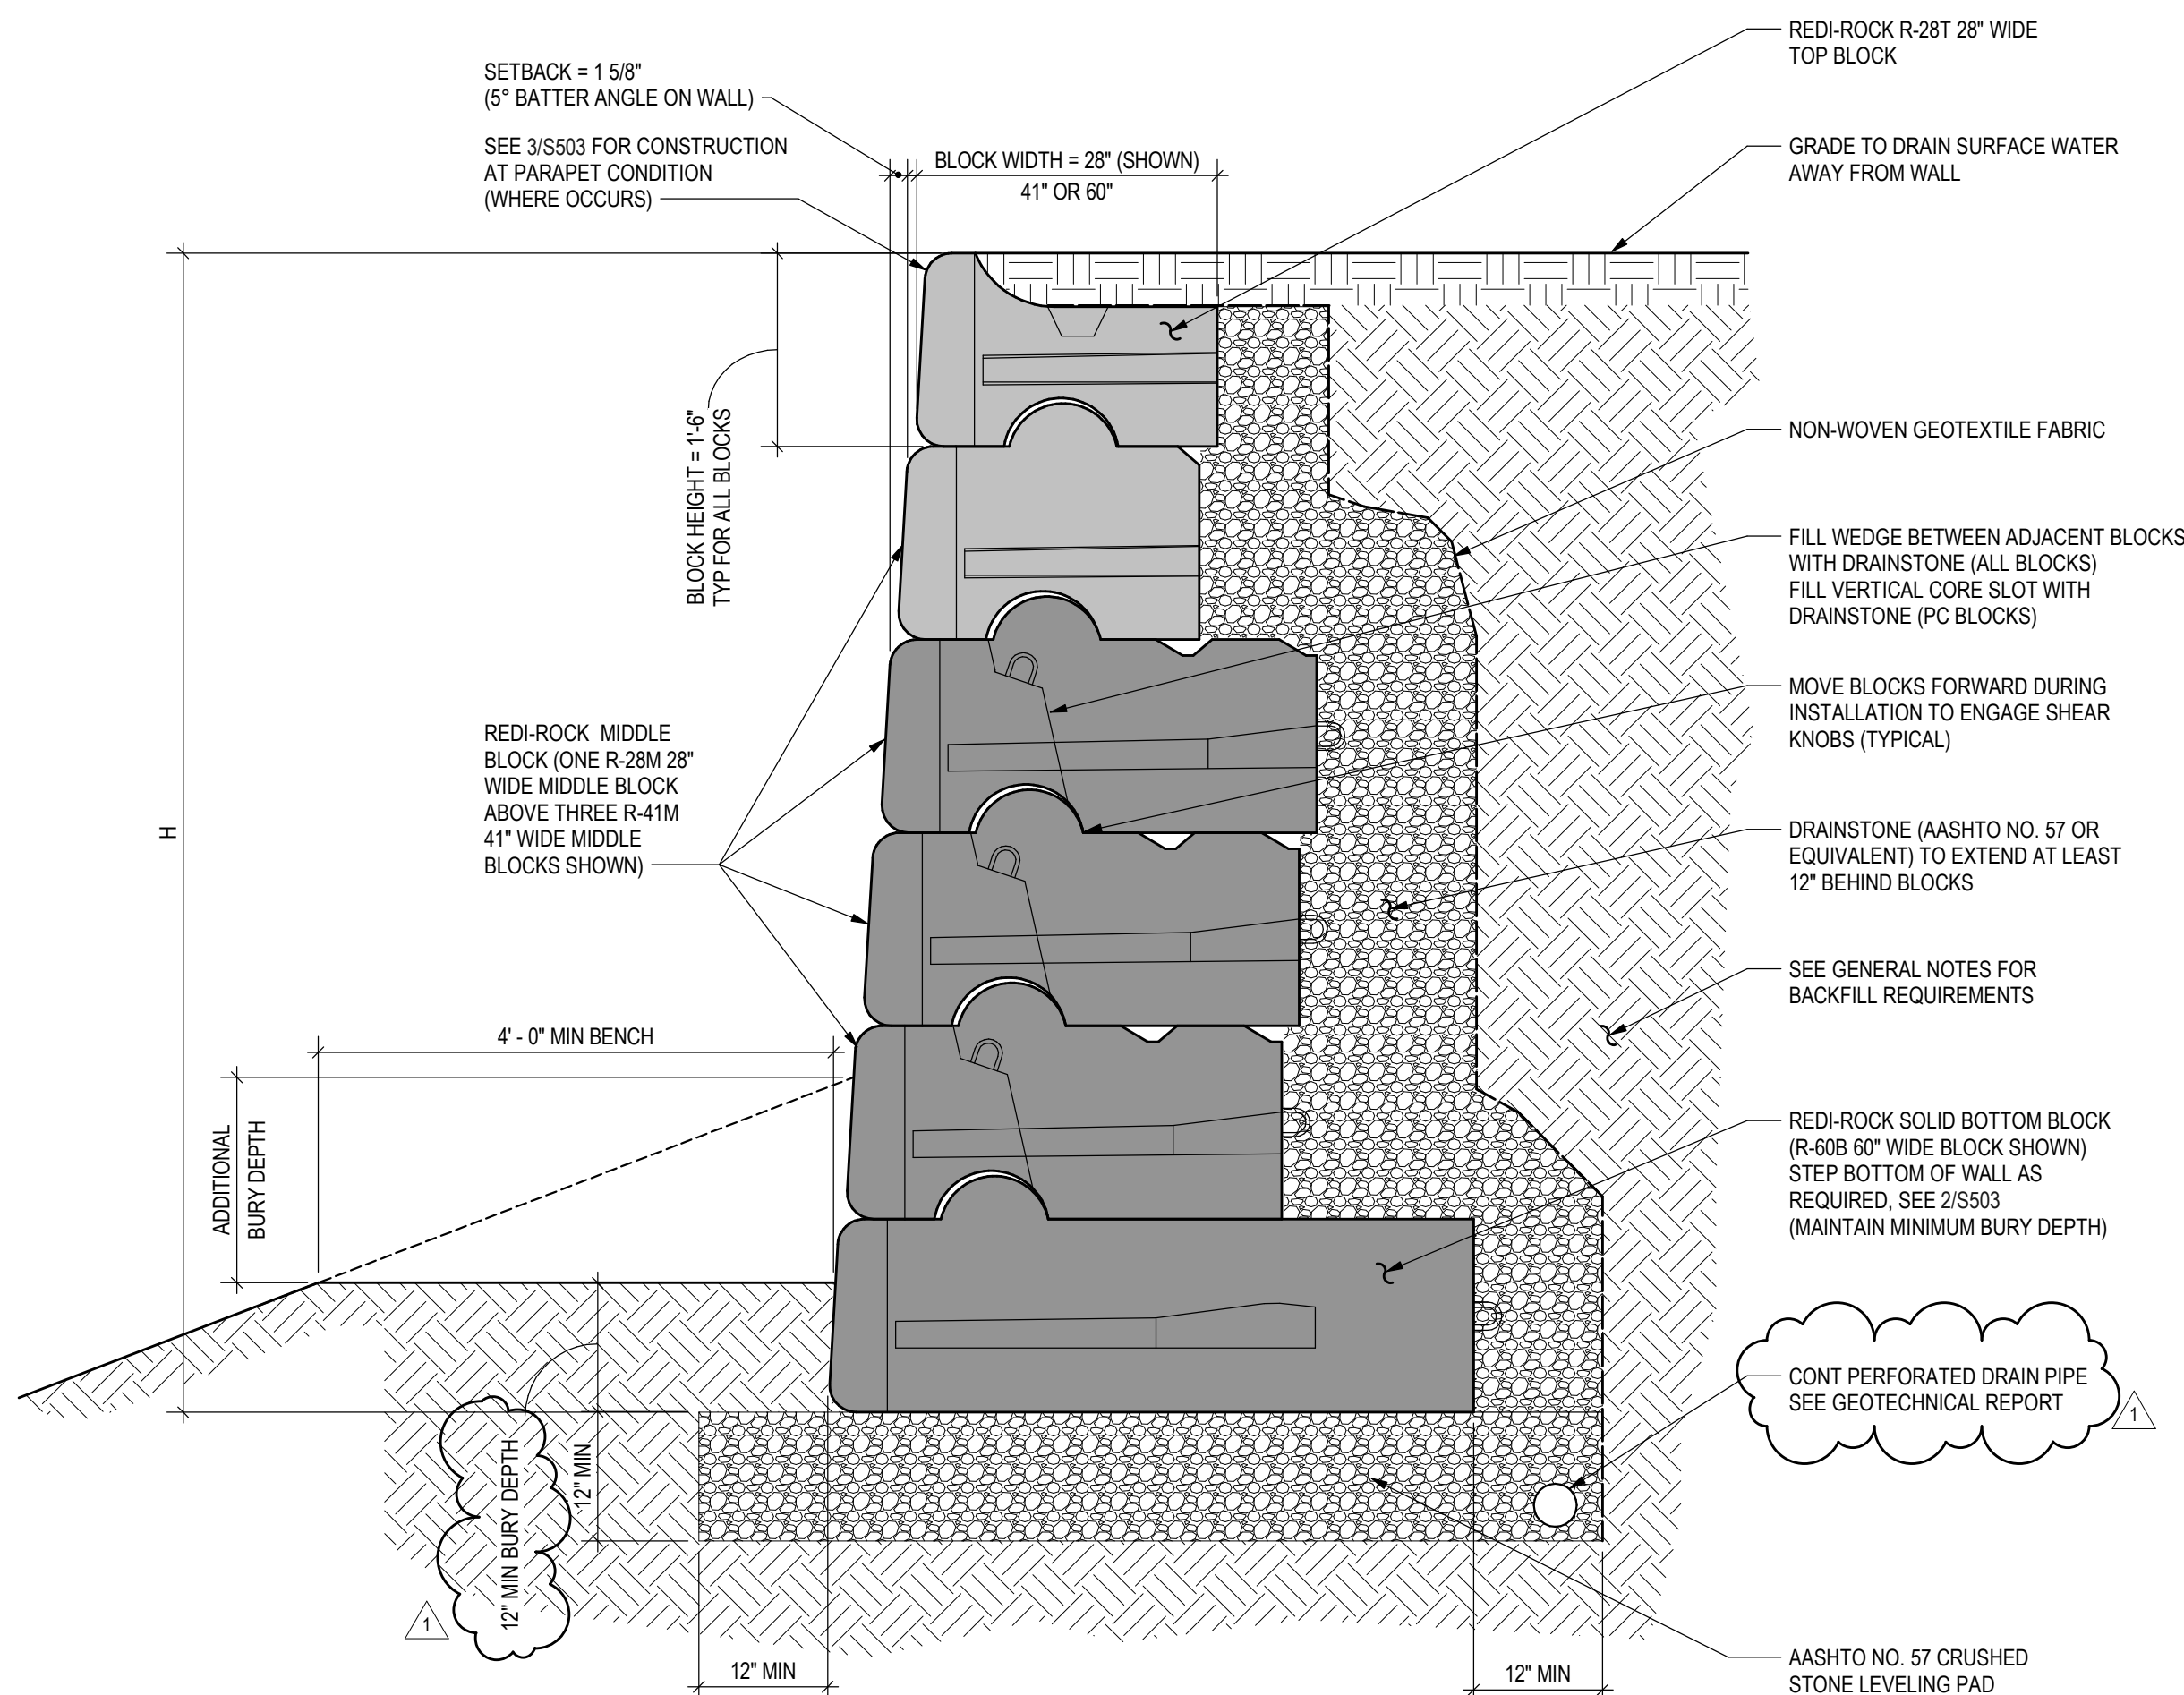 REDI-ROCK R-28T 28" WIDE
TOP BLOCK
SETBACK = 1 5/8"
(5° BATTER ANGLE ON WALL)
SEE 3/S503 FOR CONSTRUCTION
AT PARAPET CONDITION
(WHERE OCCURS)
BLOCK WIDTH = 28" (SHOWN)
41" OR 60"
GRADE TO DRAIN SURFACE WATER
AWAY FROM WALL
BLOCK HEIGHT = 1'-6"
TYP FOR ALL BLOCKS
NON-WOVEN GEOTEXTILE FABRIC
FILL WEDGE BETWEEN ADJACENT BLOCKS
WITH DRAINSTONE (ALL BLOCKS)
FILL VERTICAL CORE SLOT WITH
DRAINSTONE (PC BLOCKS)
MOVE BLOCKS FORWARD DURING
INSTALLATION TO ENGAGE SHEAR
KNOBS (TYPICAL)
REDI-ROCK MIDDLE
BLOCK (ONE R-28M 28"
WIDE MIDDLE BLOCK
ABOVE THREE R-41M
41" WIDE MIDDLE
BLOCKS SHOWN)
H
DRAINSTONE (AASHTO NO. 57 OR
EQUIVALENT) TO EXTEND AT LEAST
12" BEHIND BLOCKS
SEE GENERAL NOTES FOR
BACKFILL REQUIREMENTS
4' - 0" MIN BENCH
ADDITIONAL
BURY DEPTH
REDI-ROCK SOLID BOTTOM BLOCK
(R-60B 60" WIDE BLOCK SHOWN)
STEP BOTTOM OF WALL AS
REQUIRED, SEE 2/S503
(MAINTAIN MINIMUM BURY DEPTH)
CONT PERFORATED DRAIN PIPE
SEE GEOTECHNICAL REPORT
1
12" MIN BURY DEPTH
12" MIN
1
12" MIN
12" MIN
AASHTO NO. 57 CRUSHED
STONE LEVELING PAD